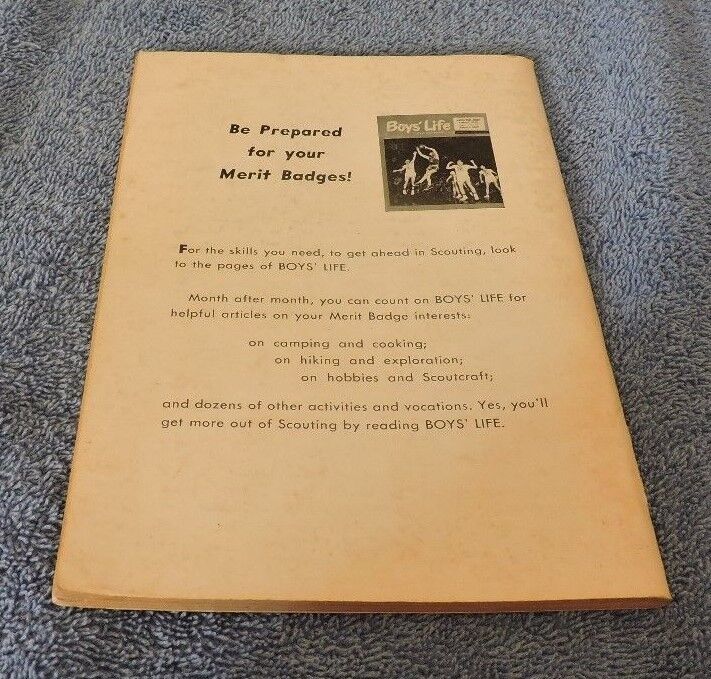 Be Prepared
for your
Merit Badges!
Boys' Life
For the skills you need, to get ahead in Scouting, look
to the pages of BOYS' LIFE.
Month after month, you can count on BOYS' LIFE for
helpful articles on your Merit Badge interests:
on camping and cooking;
on hiking and exploration;
on hobbies and Scoutcraft;
and dozens of other activities and vocations. Yes, you'll
get more out of Scouting by reading BOYS' LIFE.